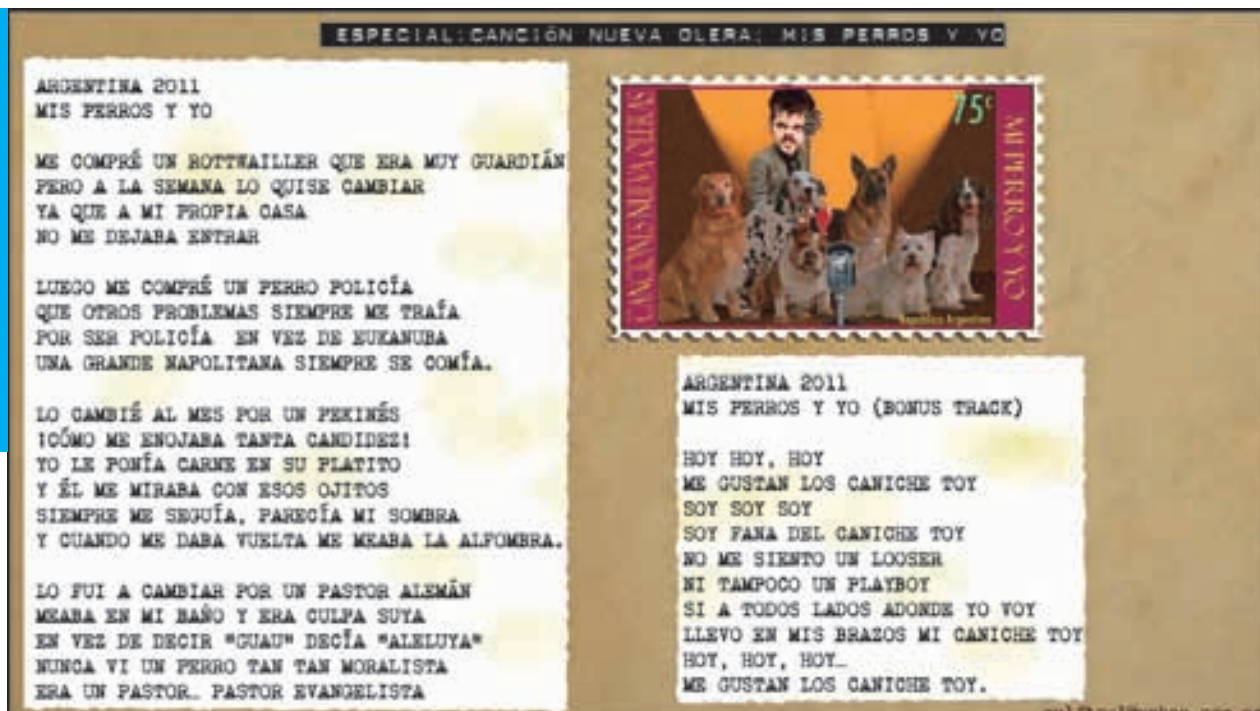 ESPECIAL: CANCIÓN NUEVA OLERA: MIS PERROS Y YO
ARGENTINA 2011
MIS PERROS Y YO
ME COMPRÉ UN ROTTWAILLER QUE ERA MUY GUARDIÁN
PERO A LA SEMANA LO QUISE CAMBIAR
YA QUE A MI PROPIA CASA
NO ME DEJABA ENTRAR
LUEGO ME COMPRÉ UN PERRO POLICÍA
QUE OTROS PROBLEMAS SIEMPRE ME TRAÍA
POR SER POLICÍA EN VEZ DE EUKANUBA
UNA GRANDE NAPOLITANA SIEMPRE SE COMÍA.
LO CAMBIÉ AL MES POR UN PEKINÉS
¡CÓMO ME ENOJABA TANTA CANDIDEZ!
YO LE PONÍA CARNE EN SU PLATITO
Y ÉL ME MIRABA CON ESOS OJITOS
SIEMPRE ME SEGUÍA, PARECÍA MI SOMBRA
Y CUANDO ME DABA VUELTA ME MEABA LA ALFOMBRA.
LO FUI A CAMBIAR POR UN PASTOR ALEMÁN
MEABA EN MI BAÑO Y ERA CULPA SUYA
EN VEZ DE DECIR "GUAU" DECÍA "ALELUYA"
NUNCA VI UN PERRO TAN TAN MORALISTA
ERA UN PASTOR… PASTOR EVANGELISTA
CANCIONES NUEVA OLERAS
75c
MI PERRO Y YO
República Argentina
ARGENTINA 2011
MIS PERROS Y YO (BONUS TRACK)
HOY HOY, HOY
ME GUSTAN LOS CANICHE TOY
SOY SOY SOY
SOY FANA DEL CANICHE TOY
NO ME SIENTO UN LOOSER
NI TAMPOCO UN PLAYBOY
SI A TODOS LADOS ADONDE YO VOY
LLEVO EN MIS BRAZOS MI CANICHE TOY
HOY, HOY, HOY…
ME GUSTAN LOS CANICHE TOY.